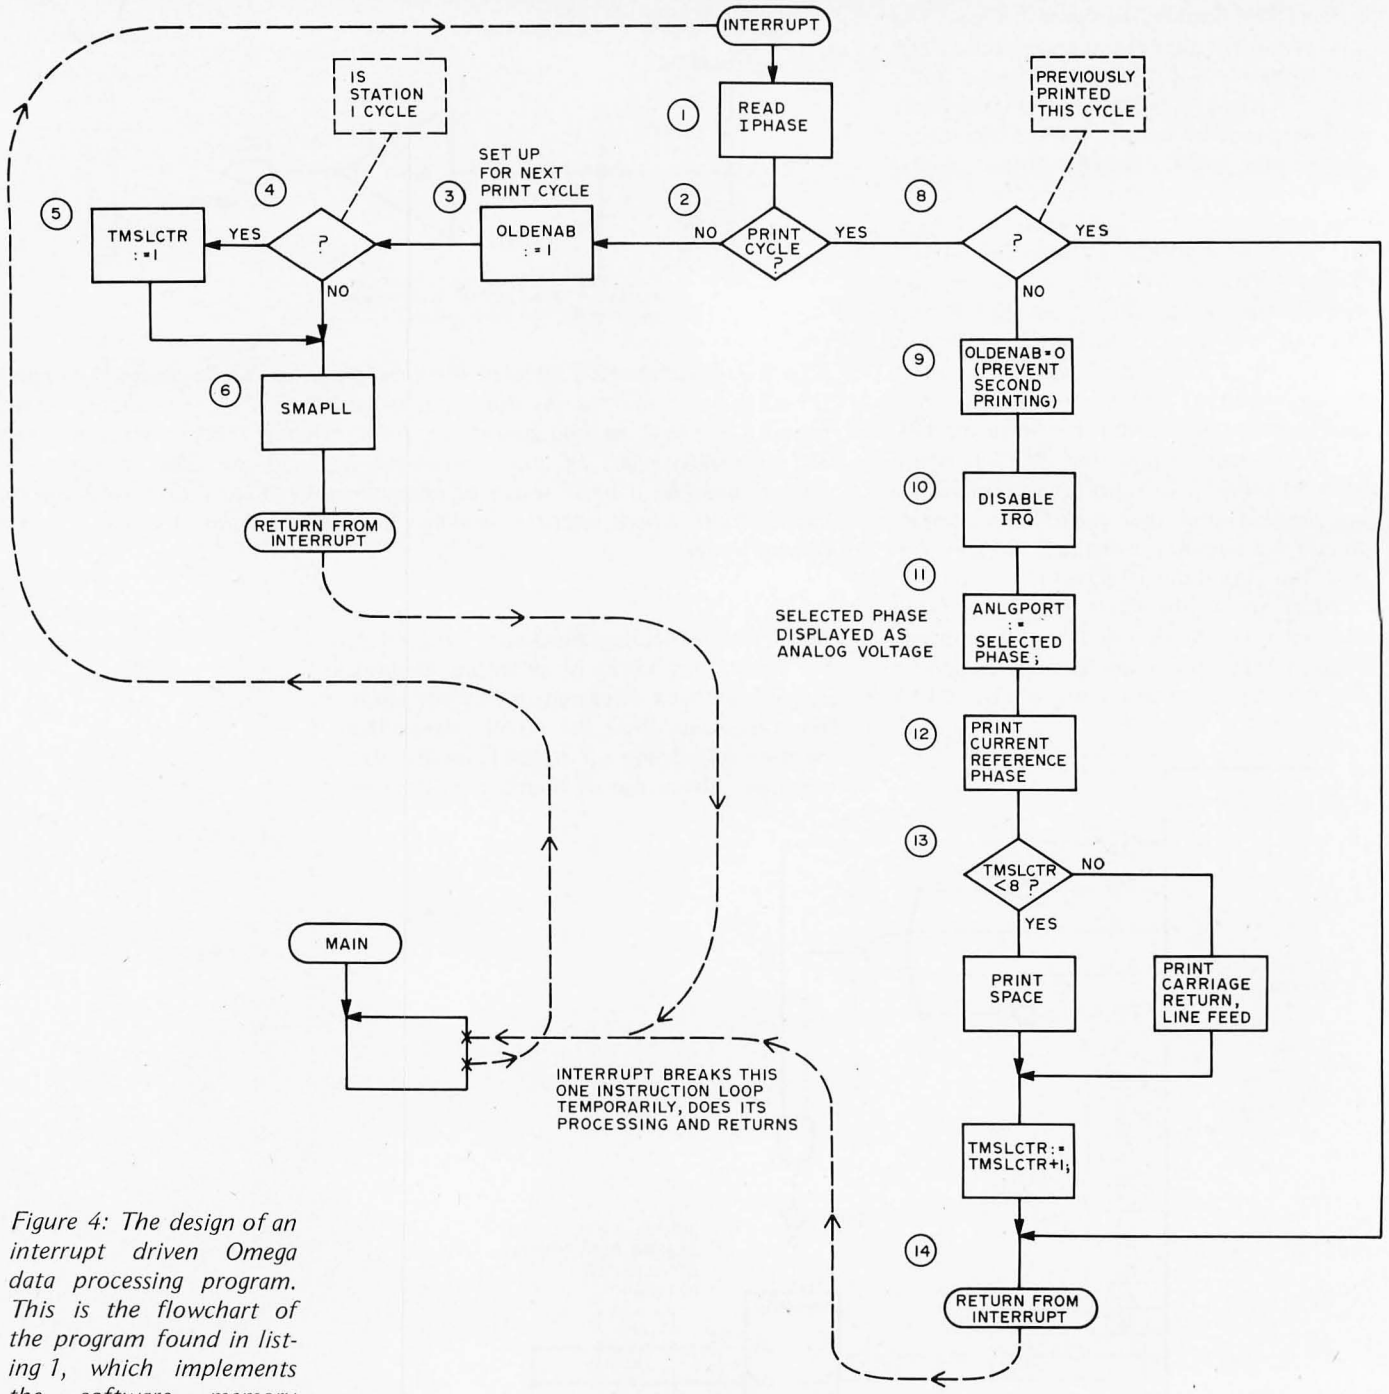 INTERRUPT
1
READ
IPHASE
2
PRINT
CYCLE
?
NO
YES
3
SET UP
FOR NEXT
PRINT CYCLE
OLDENAB
:=1
4
IS
STATION
1 CYCLE
?
YES
NO
5
TMSLCTR
:=1
6
SMAPLL
RETURN FROM
INTERRUPT
8
PREVIOUSLY
PRINTED
THIS CYCLE
?
YES
NO
9
OLDENAB=0
(PREVENT
SECOND
PRINTING)
10
DISABLE
IRQ
11
SELECTED PHASE
DISPLAYED AS
ANALOG VOLTAGE
ANLGPORT
:=
SELECTED
PHASE;
12
PRINT
CURRENT
REFERENCE
PHASE
13
TMSLCTR
<8 ?
NO
YES
PRINT
SPACE
PRINT
CARRIAGE
RETURN,
LINE FEED
TMSLCTR:=
TMSLCTR+1;
14
RETURN FROM
INTERRUPT
MAIN
INTERRUPT BREAKS THIS
ONE INSTRUCTION LOOP
TEMPORARILY, DOES ITS
PROCESSING AND RETURNS
Figure 4: The design of an
interrupt driven Omega
data processing program.
This is the flowchart of
the program found in list-
ing 1, which implements
the software memory